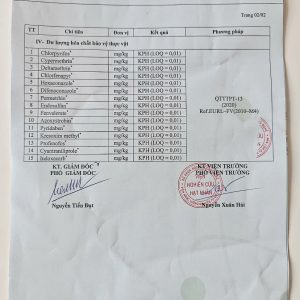 Trang 02/02
TT Chỉ tiêu Đơn vị Kết quả Phương pháp
IV- Dư lượng hóa chất bảo vệ thực vật
1 Chlorpyrifos* mg/kg KPH (LOQ = 0,01)
2 Cypermethrin* mg/kg KPH (LOQ = 0,01)
3 Deltamethrin* mg/kg KPH (LOQ = 0,01)
4 Chlorfenapyr* mg/kg KPH (LOQ = 0,01)
5 Hexaconazole* mg/kg KPH (LOQ = 0,01)
6 Difenoconazole* mg/kg KPH (LOQ = 0,01)
7 Permethrin* mg/kg KPH (LOQ = 0,01)
8 Endosulfan* mg/kg KPH (LOQ = 0,01)
9 Fenvalerate* mg/kg KPH (LOQ = 0,01)
10 Azoxystrobin* mg/kg KPH (LOQ = 0,01)
11 Pyridaben* mg/kg KPH (LOQ = 0,01)
12 Kresoxim methyl* mg/kg KPH (LOQ = 0,01)
13 Profenofos* mg/kg KPH (LOQ = 0,01)
14 Cyantraniliprole* mg/kg KPH (LOQ = 0,01)
15 Indoxacarb* mg/kg KPH (LOQ = 0,01)
QTTTPT-13
(2020)
Ref.EURL-FV(2010-M4)
KT, GIÁM ĐỐC
PHÓ GIÁM ĐỐC
Nguyễn Tiến Đạt
KT VIỆN TRƯỞNG
PHÓ VIỆN TRƯỞNG
NGHIÊN CỨU
HẠT NHÂN
Nguyễn Xuân Hải